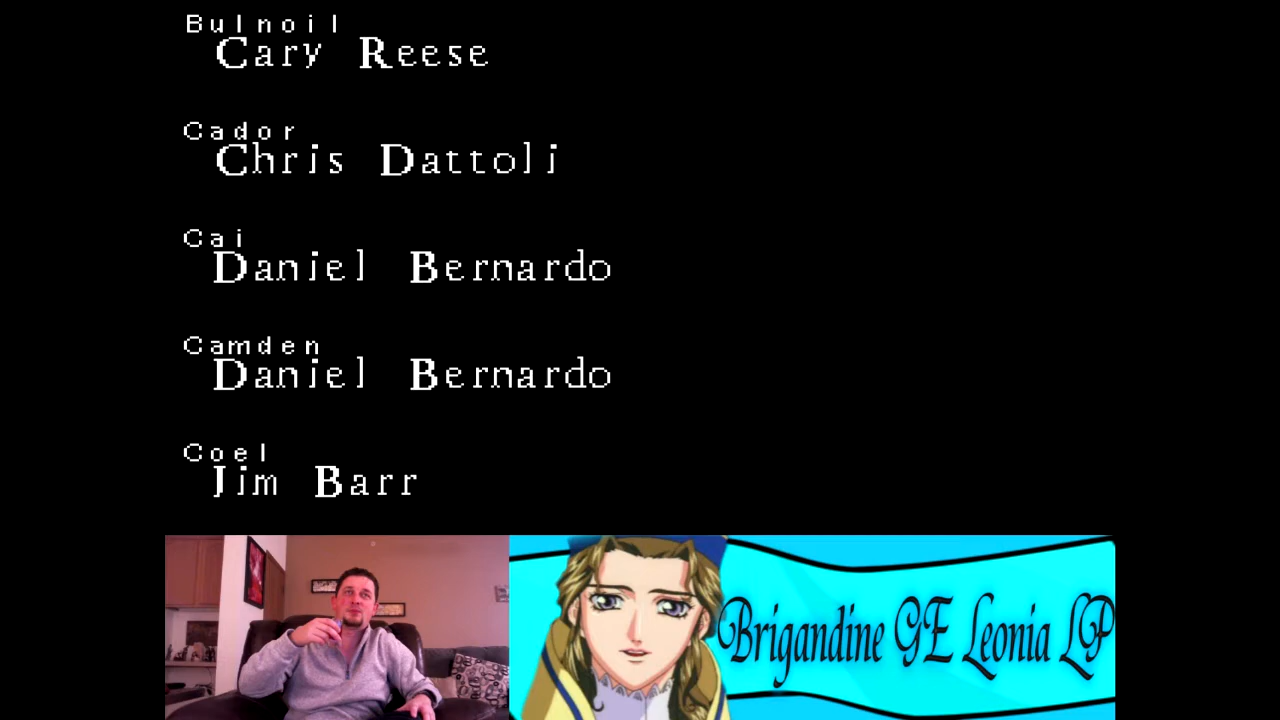 Bulnoil
Cary Reese
Cador
Chris Dattoli
Cai
Daniel Bernardo
Camden
Daniel Bernardo
Coel
Jim Barr
Brigandine GE Leonia LP